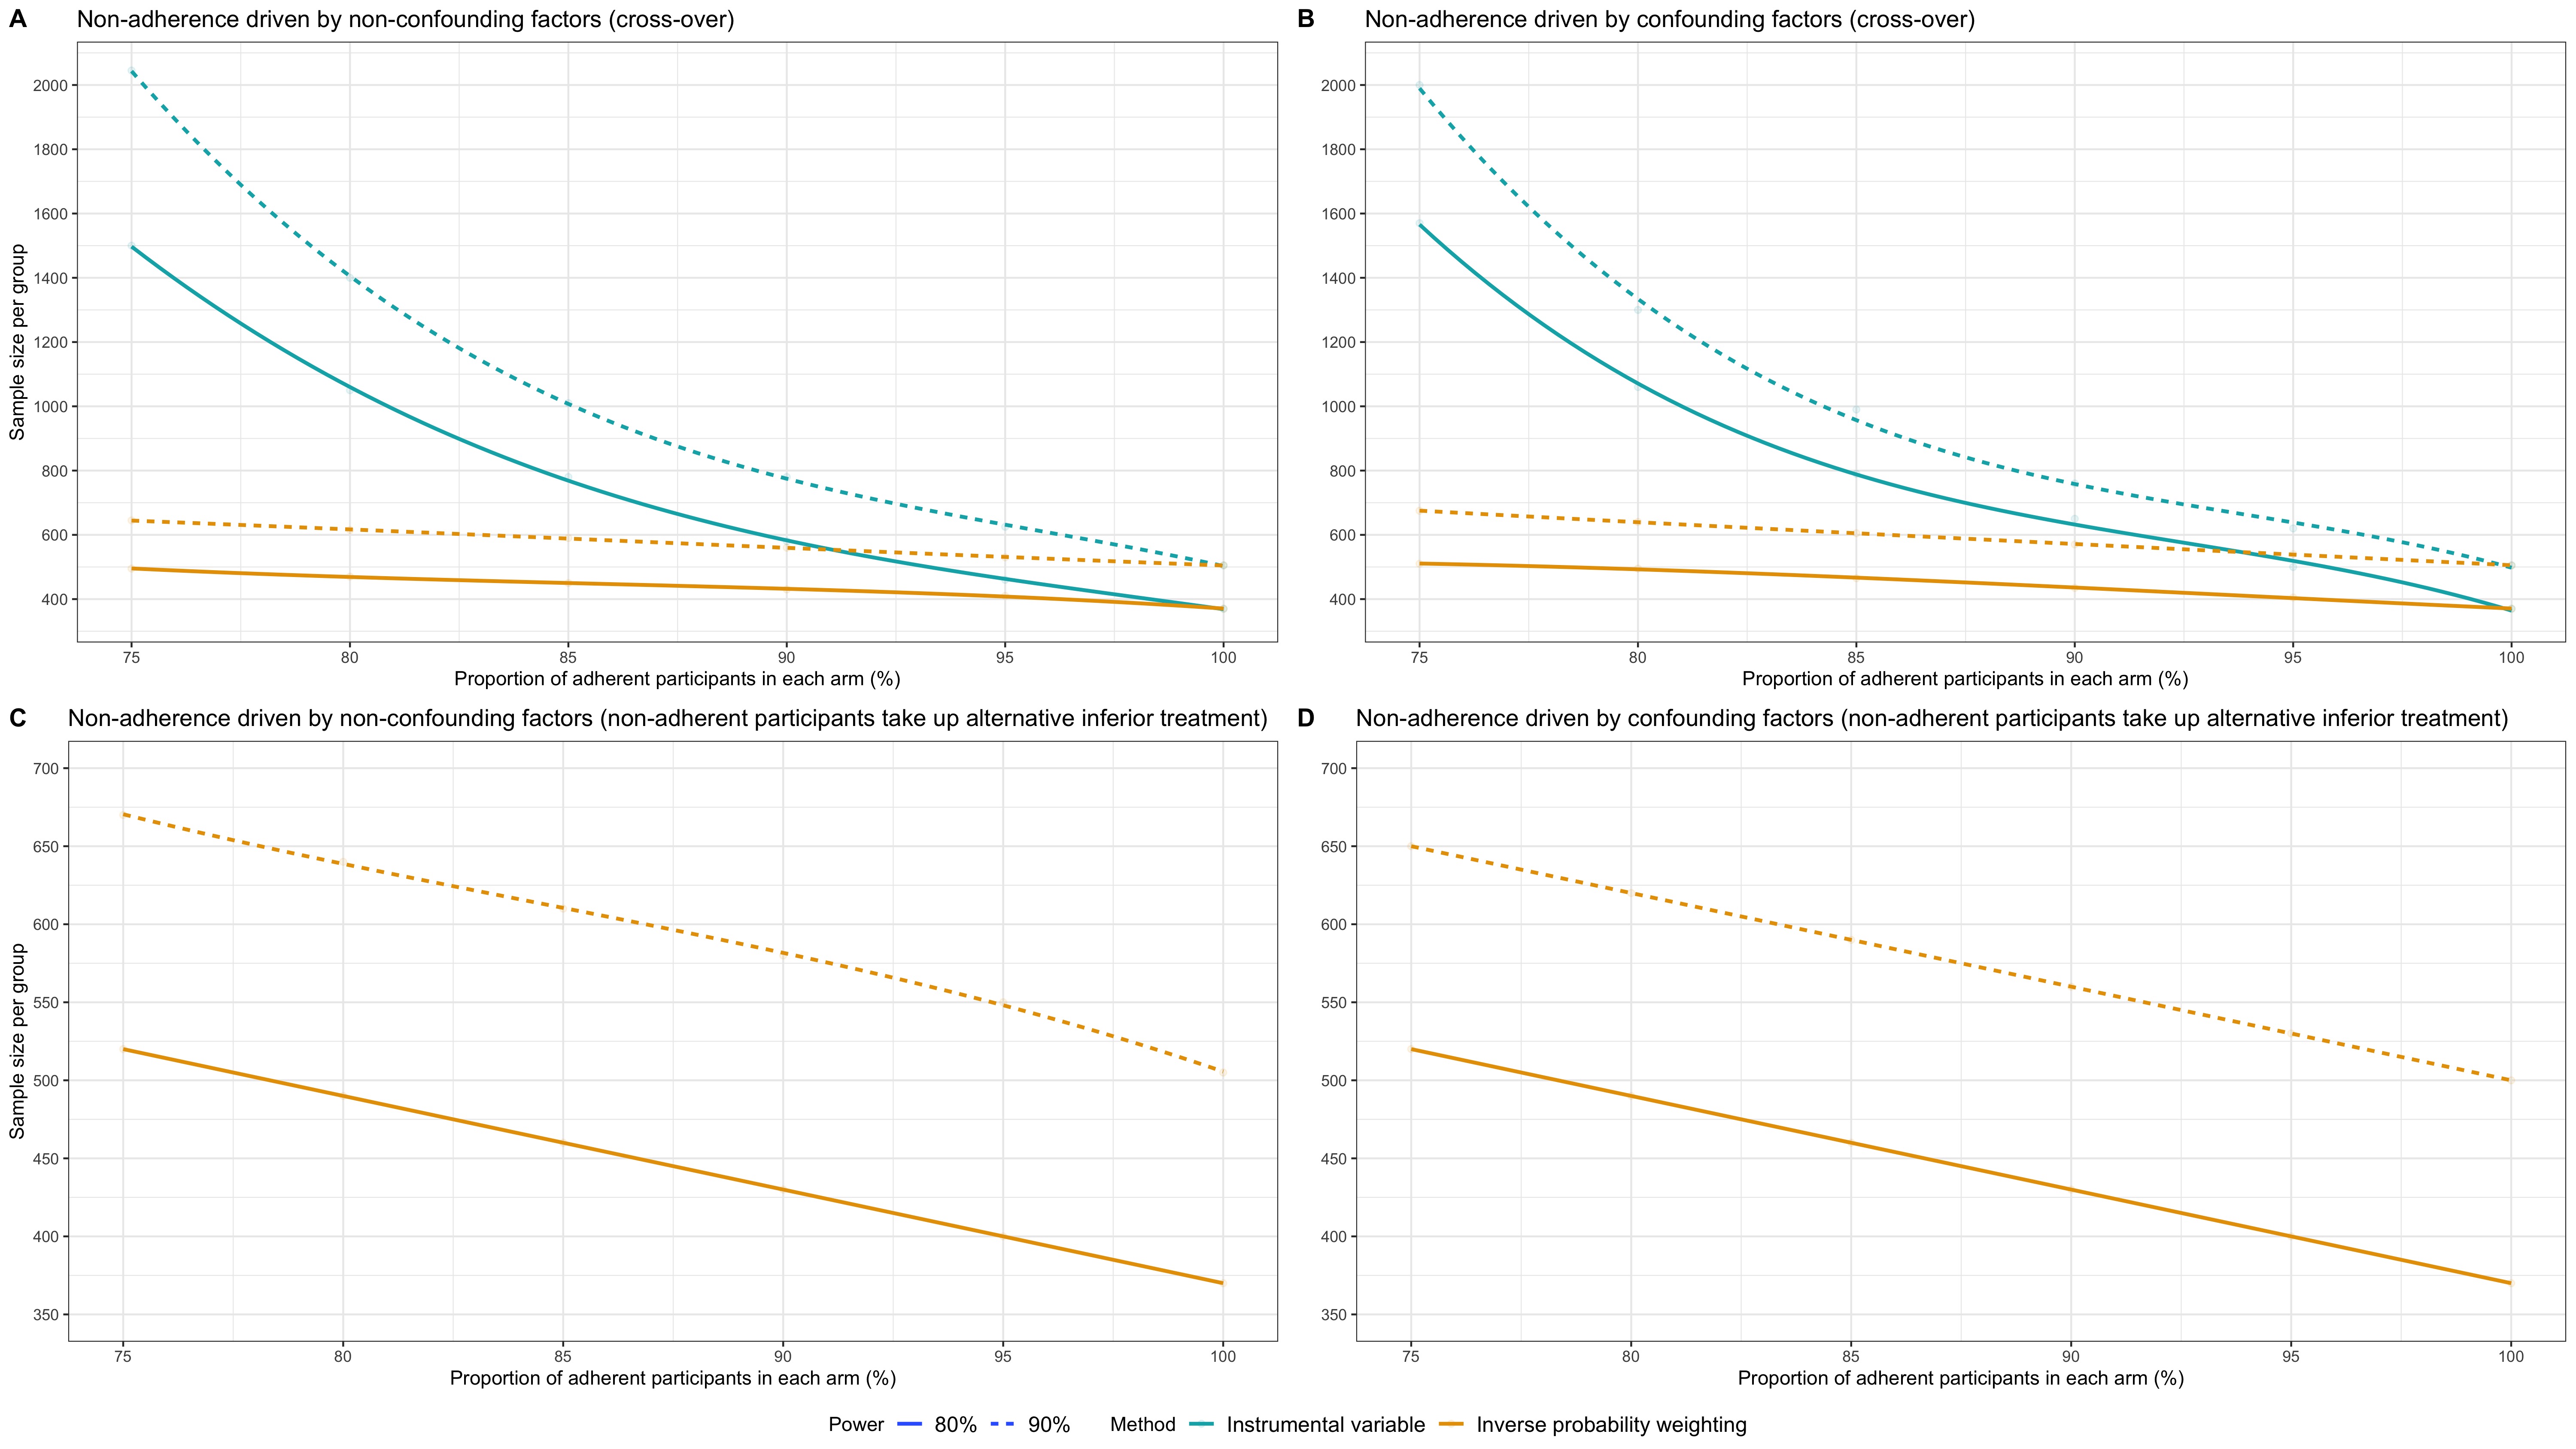 A Non-adherence driven by non-confounding factors (cross-over)
Sample size per group
2000
1800
1600
1400
1200
1000
800
600
400
75 80 85 90 95 100
Proportion of adherent participants in each arm (%)
B Non-adherence driven by confounding factors (cross-over)
2000
1800
1600
1400
1200
1000
800
600
400
75 80 85 90 95 100
Proportion of adherent participants in each arm (%)
C Non-adherence driven by non-confounding factors (non-adherent participants take up alternative inferior treatment)
Sample size per group
700
650
600
550
500
450
400
350
75 80 85 90 95 100
Proportion of adherent participants in each arm (%)
D Non-adherence driven by confounding factors (non-adherent participants take up alternative inferior treatment)
700
650
600
550
500
450
400
350
75 80 85 90 95 100
Proportion of adherent participants in each arm (%)
Power 80% 90% Method Instrumental variable Inverse probability weighting